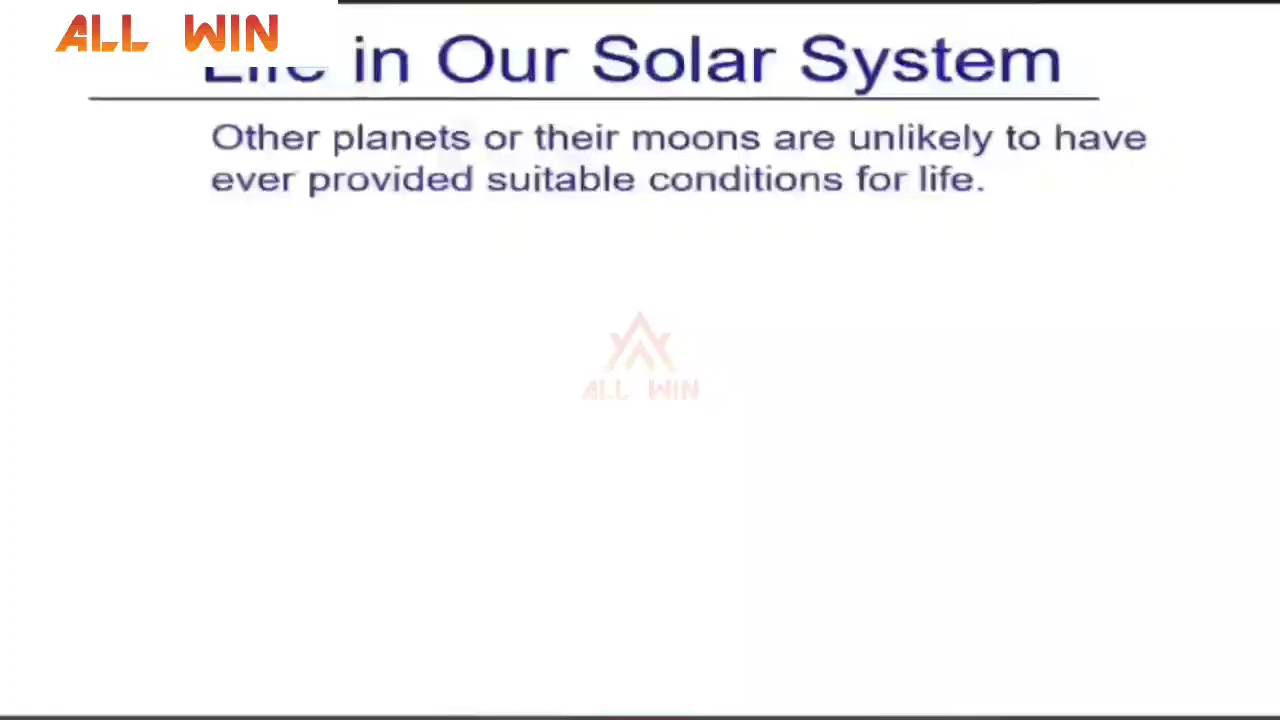 ALL WIN
Life in Our Solar System
Other planets or their moons are unlikely to have
ever provided suitable conditions for life.
ALL WIN